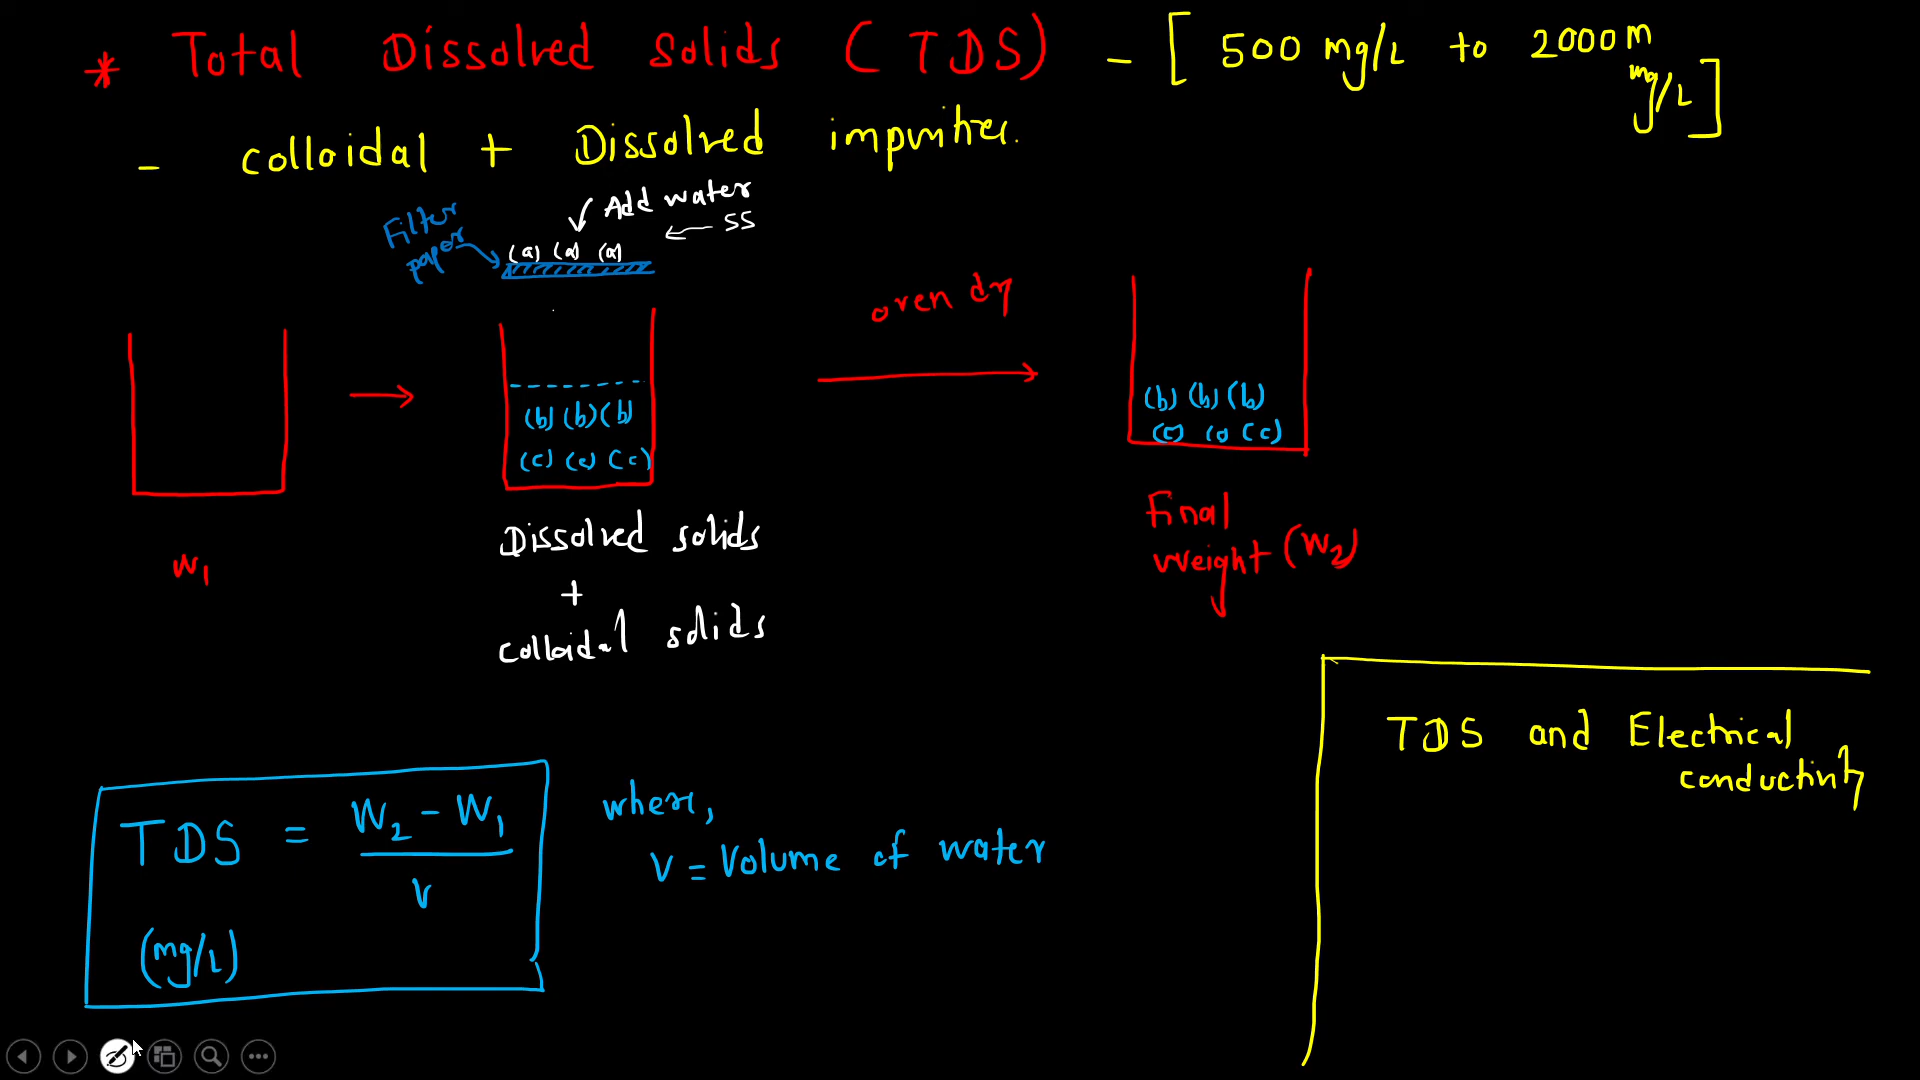 * Total Dissolved Solids (TDS) - [ 500 mg/L to 2000 m
mg/L ]
- colloidal + Dissolved impurities.
Add water
Filter
paper
SS
(a) (a) (a)
oven dry
(b) (b) (b)
(c) (c) (c)
(b) (b) (b)
(c) (c) (c)
W1
Dissolved solids
+
colloidal solids
Final
weight (W2)
TDS and Electrical
conductivity
TDS = W2 - W1
V
(mg/L)
where,
V = Volume of water